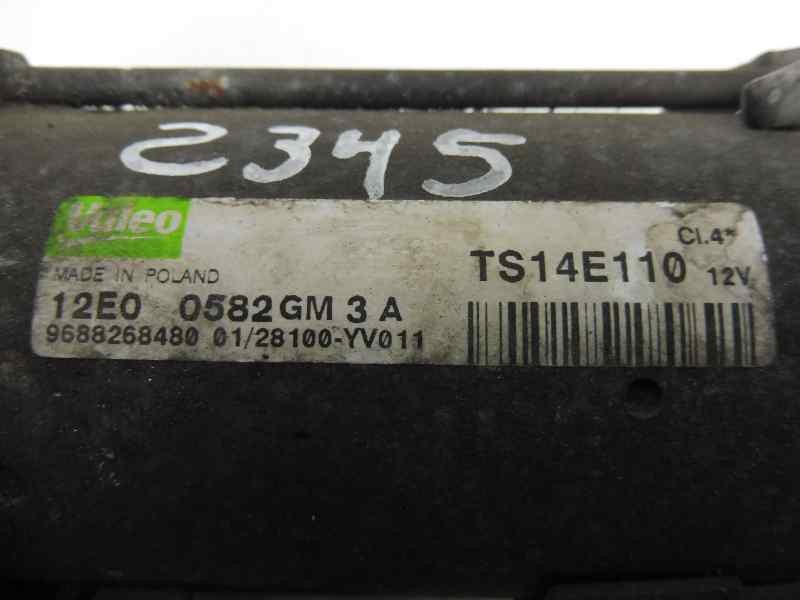 2345
Valeo
MADE IN POLAND
12E0 0582GM 3 A
9688268480 01/28100-YV011
Cl.4*
TS14E110 12V